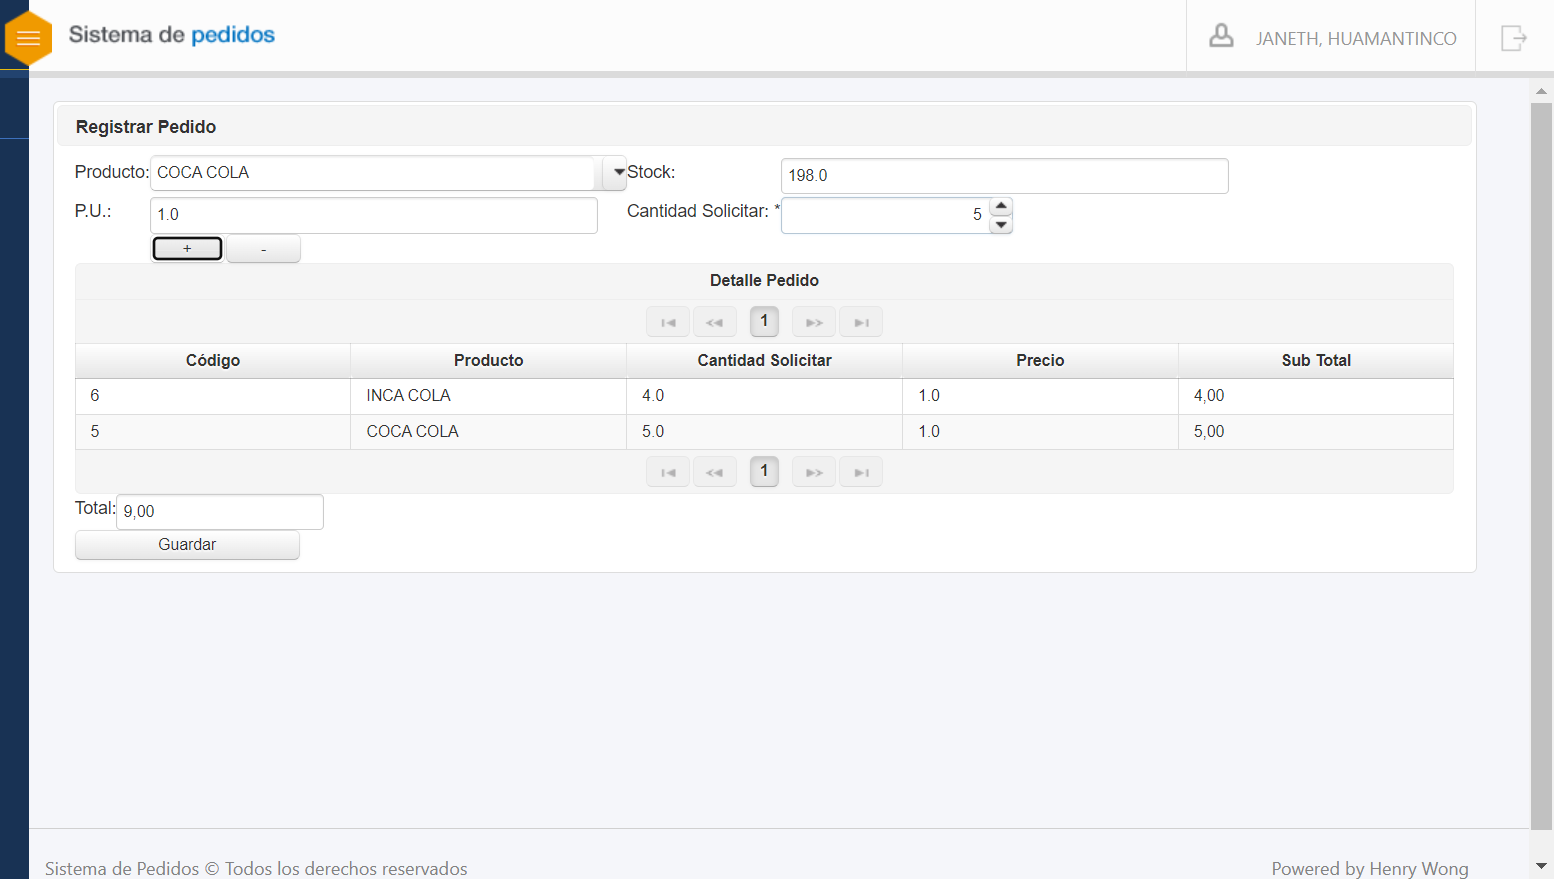 Sistema de pedidos
JANETH, HUAMANTINCO
Registrar Pedido
Producto: COCA COLA Stock: 198.0
P.U.: 1.0 Cantidad Solicitar: * 5
+ -
Detalle Pedido
1
Código Producto Cantidad Solicitar Precio Sub Total
6 INCA COLA 4.0 1.0 4,00
5 COCA COLA 5.0 1.0 5,00
1
Total: 9,00
Guardar
Sistema de Pedidos © Todos los derechos reservados Powered by Henry Wong